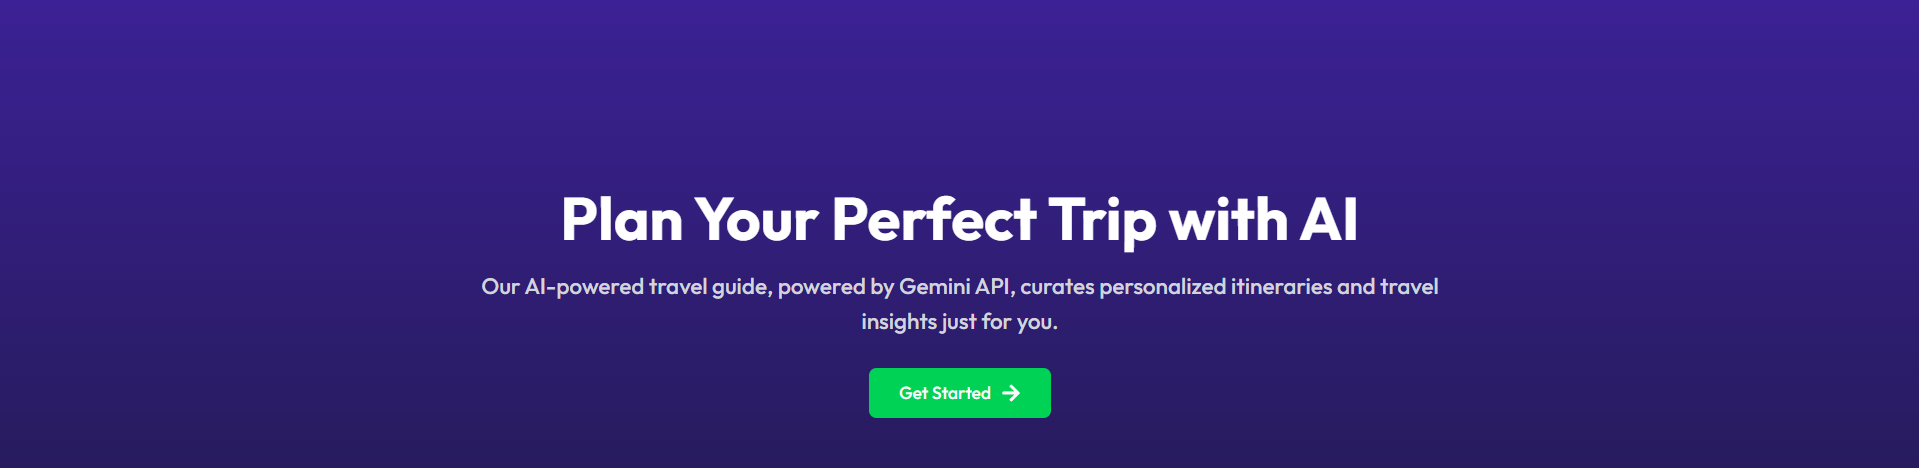 Plan Your Perfect Trip with AI
Our AI-powered travel guide, powered by Gemini API, curates personalized itineraries and travel
insights just for you.
Get Started